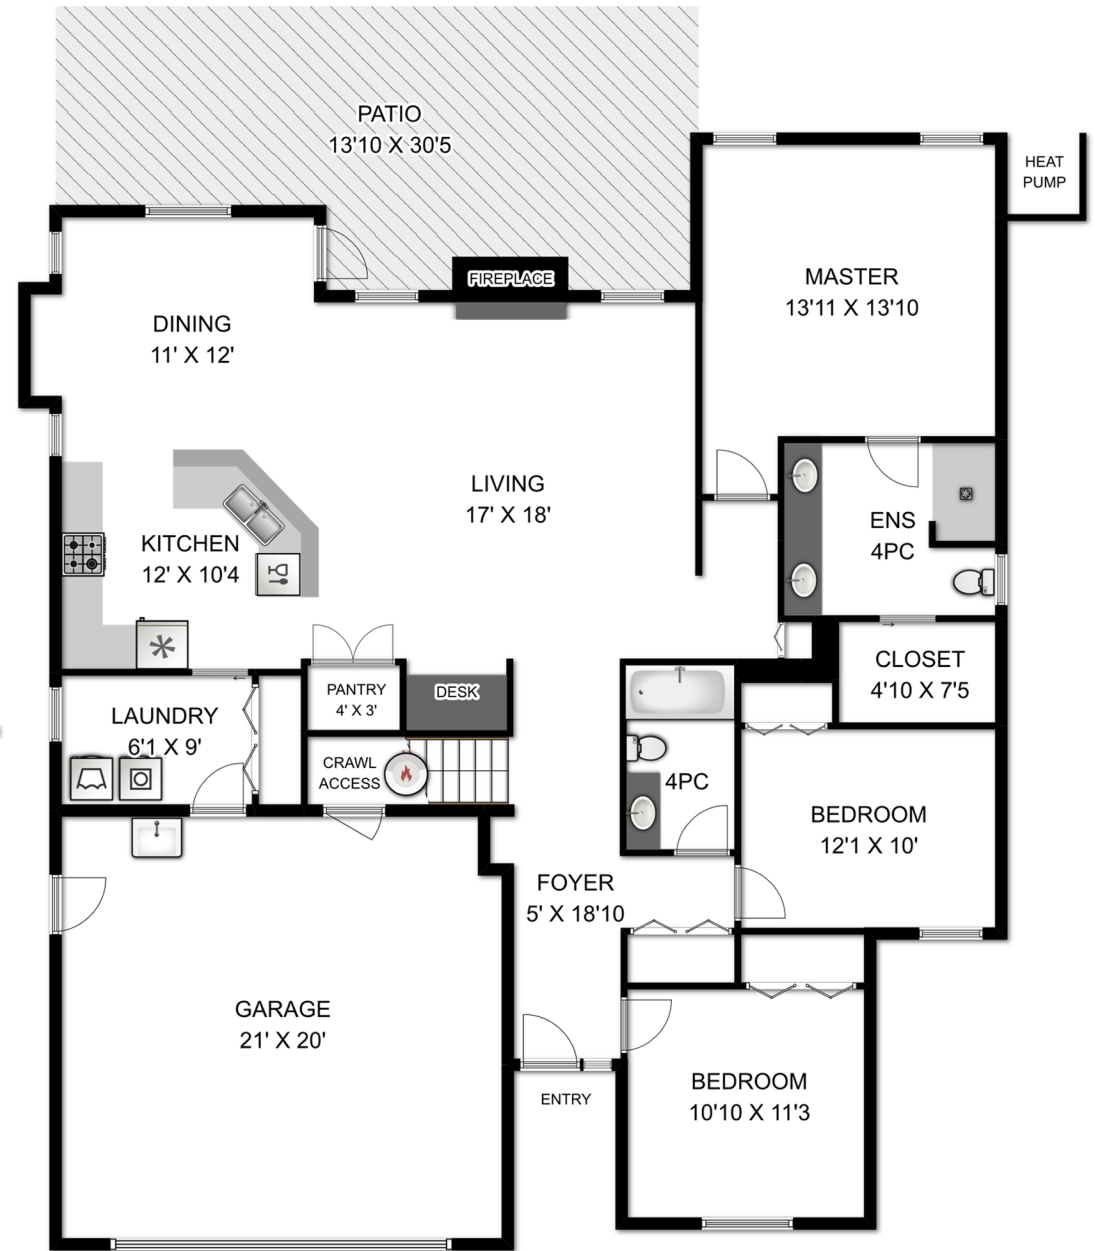 PATIO
13'10 X 30'5
HEAT
PUMP
FIREPLACE
MASTER
13'11 X 13'10
DINING
11' X 12'
LIVING
17' X 18'
KITCHEN
12' X 10'4
ENS
4PC
CLOSET
4'10 X 7'5
PANTRY
4' X 3'
DESK
LAUNDRY
6'1 X 9'
CRAWL
ACCESS
4PC
BEDROOM
12'1 X 10'
FOYER
5' X 18'10
GARAGE
21' X 20'
BEDROOM
10'10 X 11'3
ENTRY